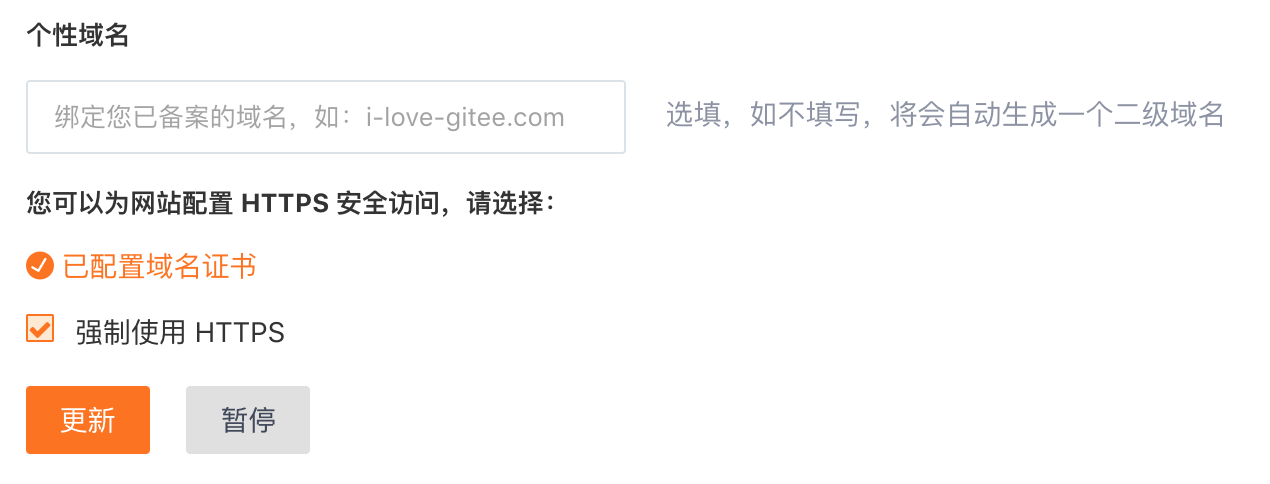 个性域名
绑定您已备案的域名，如：i-love-gitee.com
选填，如不填写，将会自动生成一个二级域名
您可以为网站配置 HTTPS 安全访问，请选择：
已配置域名证书
强制使用 HTTPS
更新
暂停